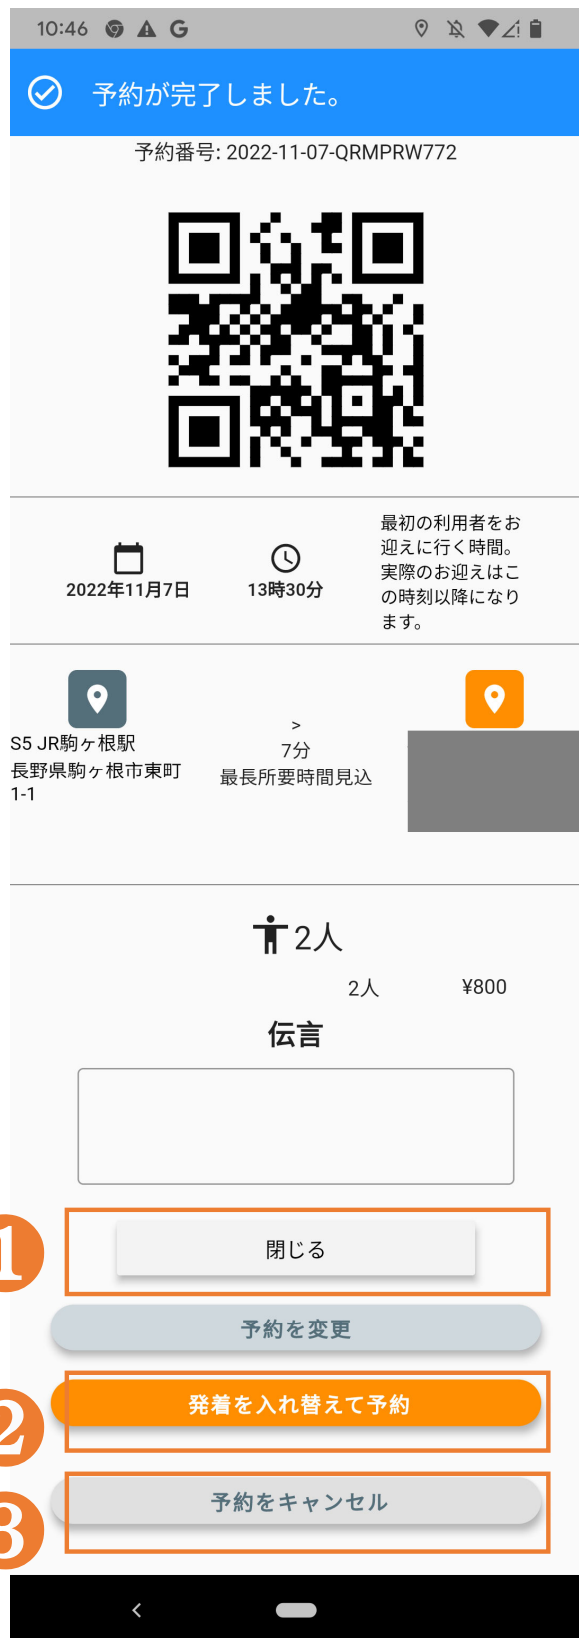 10:46
予約が完了しました。
予約番号: 2022-11-07-QRMPRW772
2022年11月7日
13時30分
最初の利用者をお
迎えに行く時間。
実際のお迎えはこ
の時刻以降になり
ます。
S5 JR駒ヶ根駅
長野県駒ヶ根市東町
1-1
>
7分
最長所要時間見込
2人
2人 ¥800
伝言
1
閉じる
予約を変更
2
発着を入れ替えて予約
3
予約をキャンセル